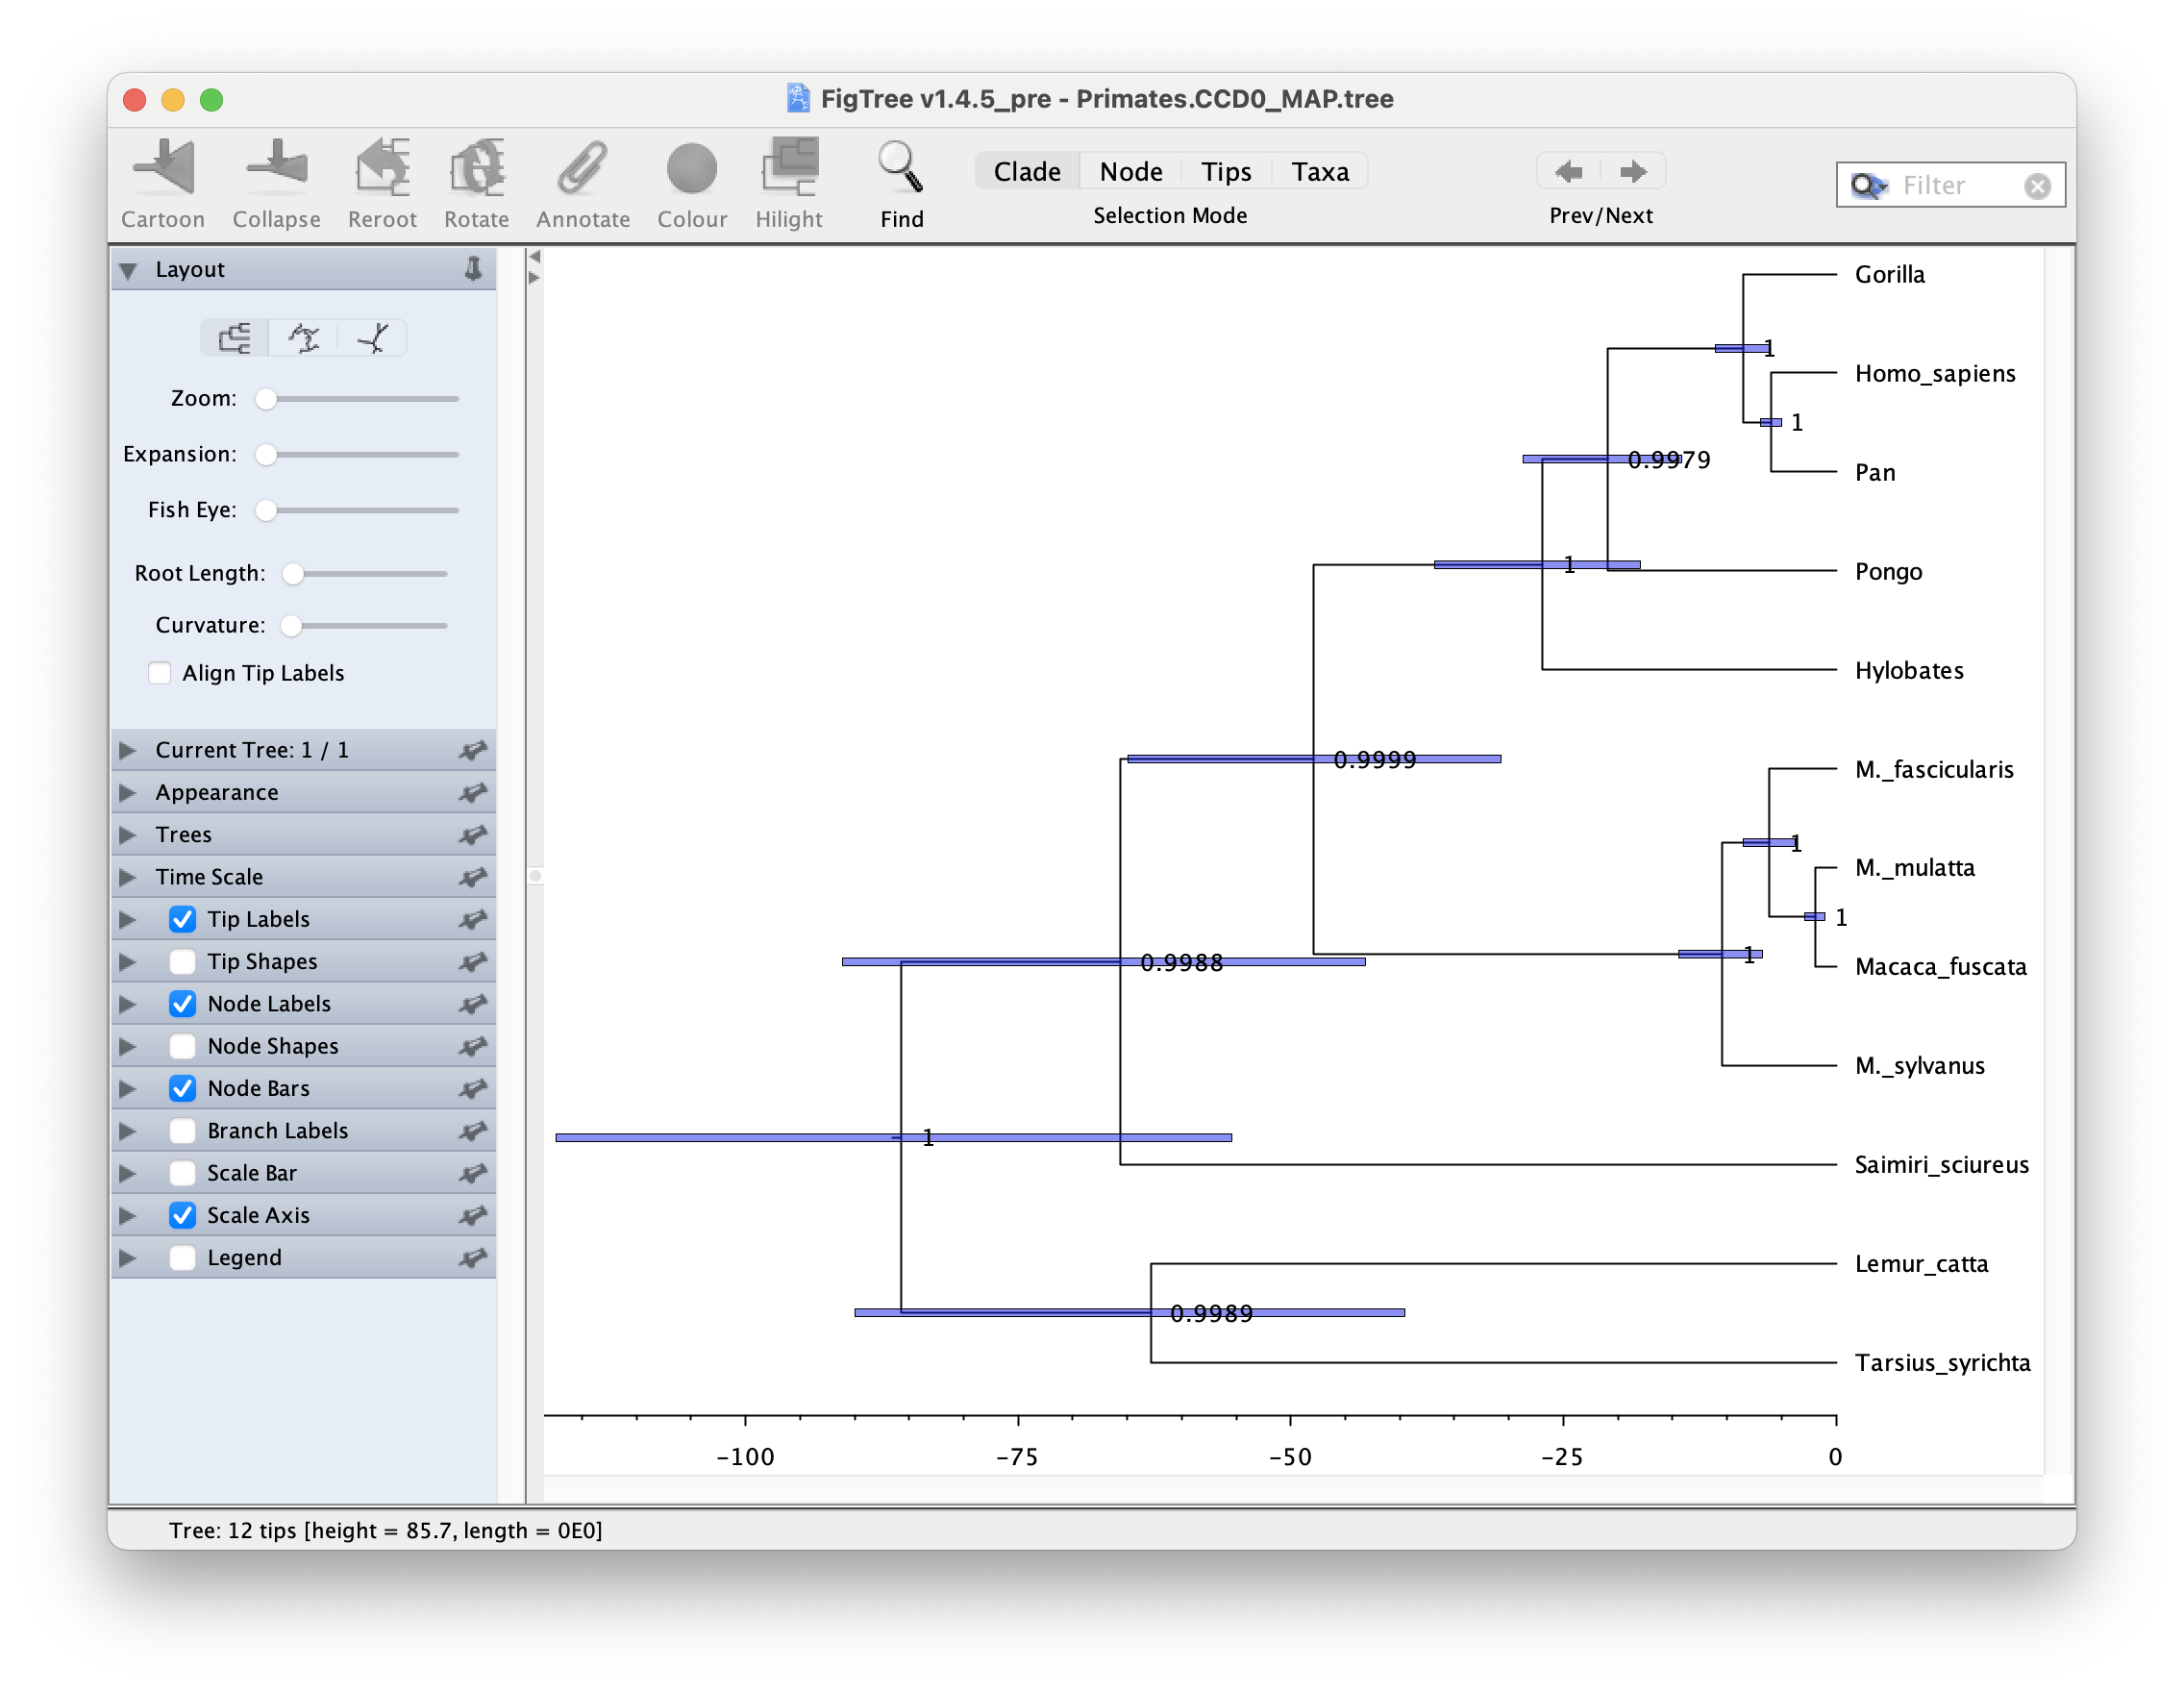 FigTree v1.4.5_pre - Primates.CCD0_MAP.tree
Cartoon Collapse Reroot Rotate Annotate Colour Hilight Find
Clade Node Tips Taxa
Selection Mode
Prev/Next
Filter
Layout
Zoom:
Expansion:
Fish Eye:
Root Length:
Curvature:
Align Tip Labels
Current Tree: 1 / 1
Appearance
Trees
Time Scale
Tip Labels
Tip Shapes
Node Labels
Node Shapes
Node Bars
Branch Labels
Scale Bar
Scale Axis
Legend
Gorilla
1
Homo_sapiens
1
0.9979
Pan
1
Pongo
Hylobates
0.9999
M._fascicularis
1
M._mulatta
1
0.9988
1
Macaca_fuscata
M._sylvanus
1
Saimiri_sciureus
Lemur_catta
0.9989
Tarsius_syrichta
-100 -75 -50 -25 0
Tree: 12 tips [height = 85.7, length = 0E0]